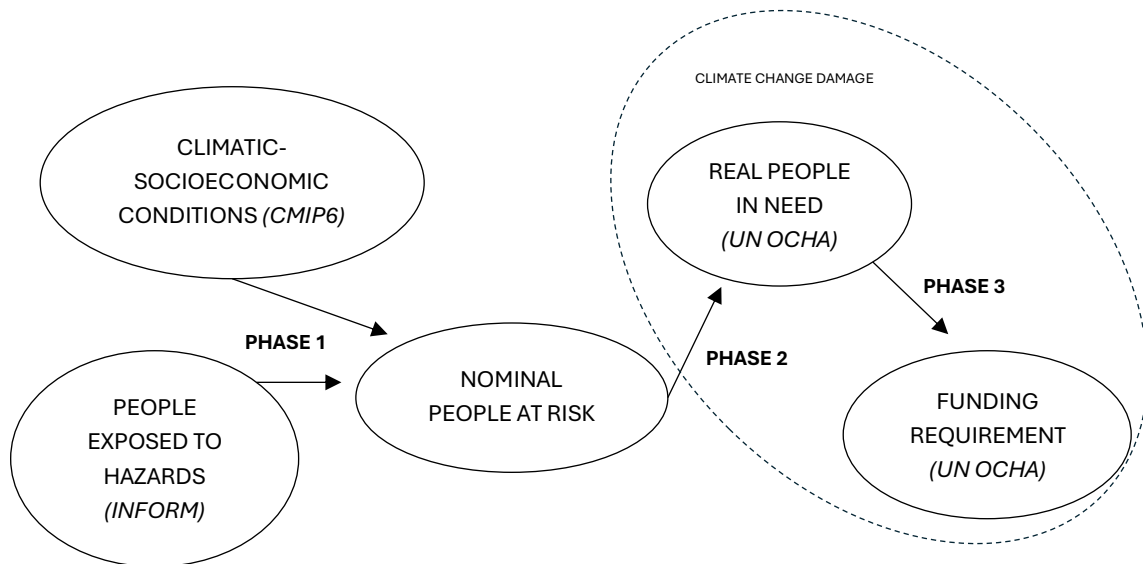 CLIMATE CHANGE DAMAGE
CLIMATIC-
SOCIOECONOMIC
CONDITIONS (CMIP6)
REAL PEOPLE
IN NEED
(UN OCHA)
PHASE 3
PHASE 1
PHASE 2
NOMINAL
PEOPLE AT RISK
PEOPLE
EXPOSED TO
HAZARDS
(INFORM)
FUNDING
REQUIREMENT
(UN OCHA)